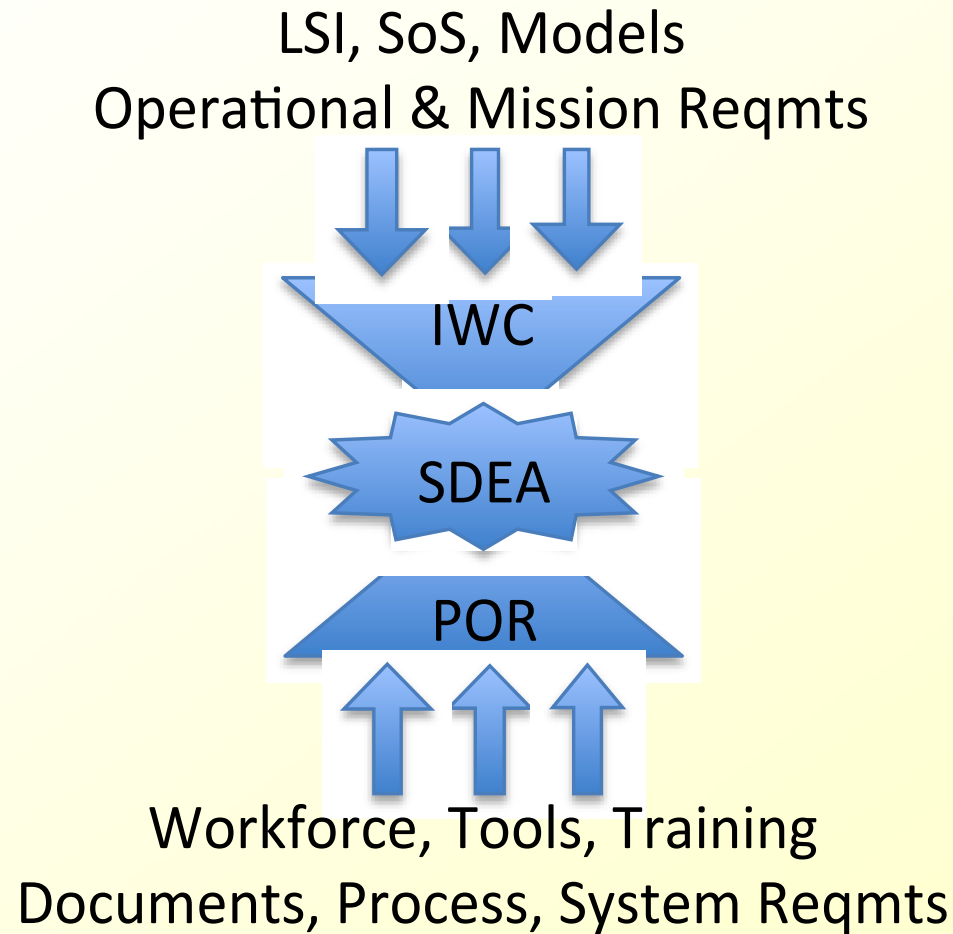 LSI, SoS, Models
Operational & Mission Reqmts
IWC
SDEA
POR
Workforce, Tools, Training
Documents, Process, System Reqmts